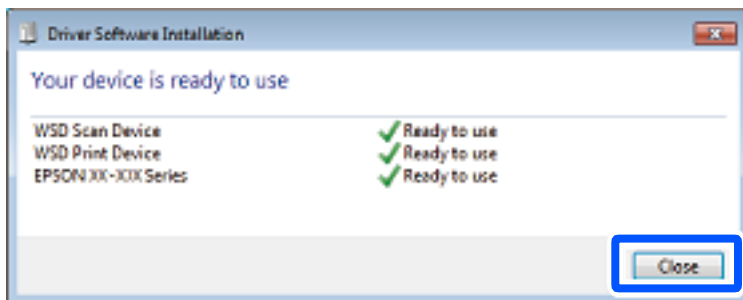 Driver Software Installation
Your device is ready to use
WSD Scan Device Ready to use
WSD Print Device Ready to use
EPSON XX-XXX Series Ready to use
Close